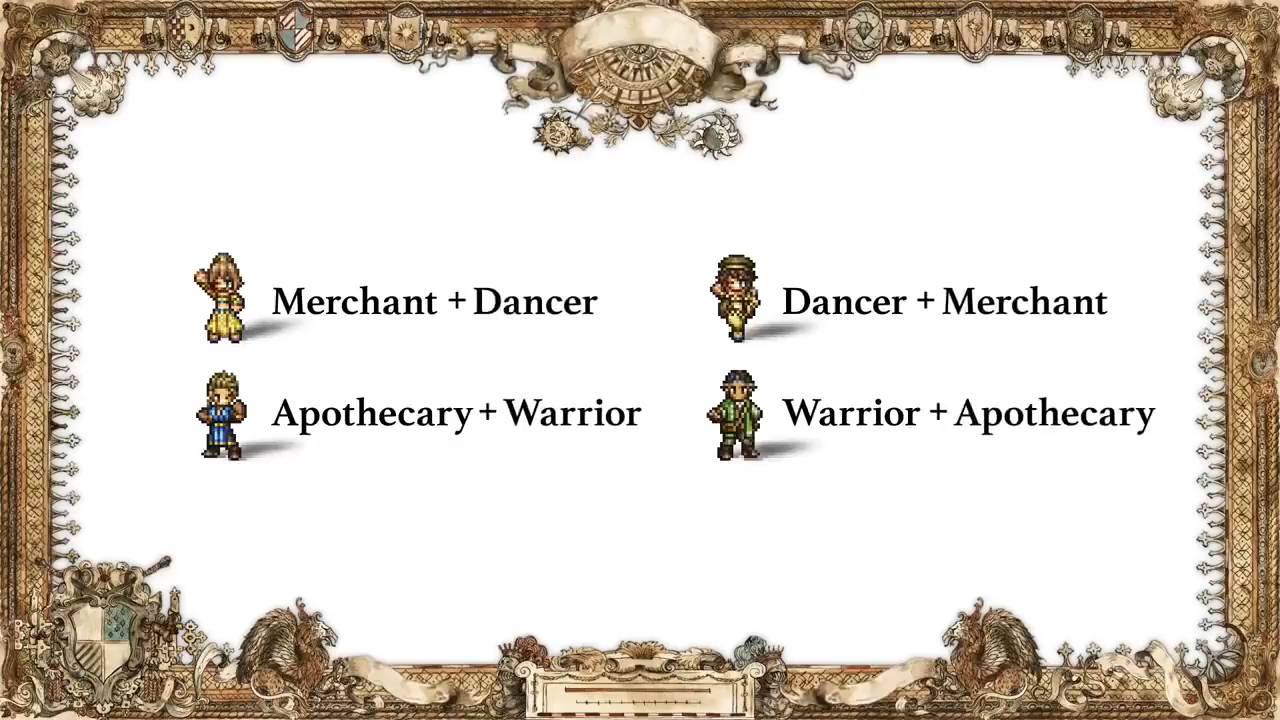 Merchant + Dancer
Dancer + Merchant
Apothecary + Warrior
Warrior + Apothecary